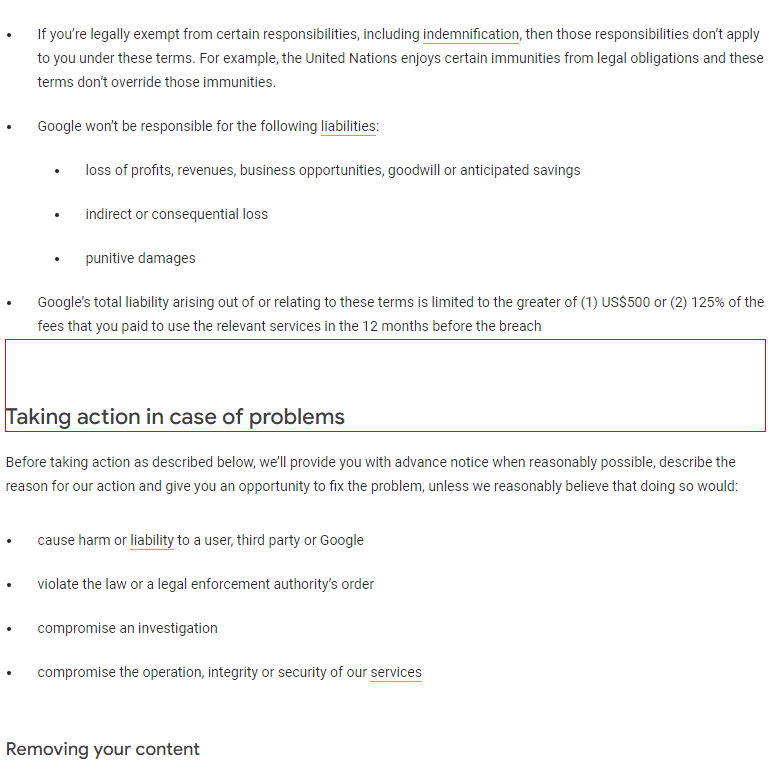 If you're legally exempt from certain responsibilities, including indemnification, then those responsibilities don't apply
to you under these terms. For example, the United Nations enjoys certain immunities from legal obligations and these
terms don't override those immunities.
Google won't be responsible for the following liabilities:
loss of profits, revenues, business opportunities, goodwill or anticipated savings
indirect or consequential loss
punitive damages
Google's total liability arising out of or relating to these terms is limited to the greater of (1) US$500 or (2) 125% of the
fees that you paid to use the relevant services in the 12 months before the breach
Taking action in case of problems
Before taking action as described below, we'll provide you with advance notice when reasonably possible, describe the
reason for our action and give you an opportunity to fix the problem, unless we reasonably believe that doing so would:
cause harm or liability to a user, third party or Google
violate the law or a legal enforcement authority's order
compromise an investigation
compromise the operation, integrity or security of our services
Removing your content